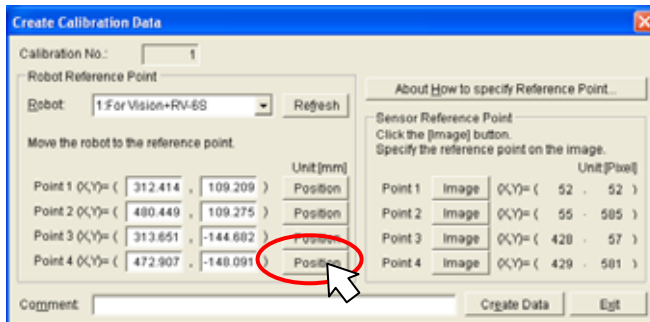 Create Calibration Data
Calibration No.: 1
Robot Reference Point
Robot: 1:For Vision+RV-6S Refresh
Move the robot to the reference point.
Unit:[mm]
Point 1 (X,Y)= ( 312.414 , 109.209 ) Position
Point 2 (X,Y)= ( 480.449 , 109.275 ) Position
Point 3 (X,Y)= ( 313.651 , -144.682 ) Position
Point 4 (X,Y)= ( 472.907 , -148.091 ) Position
About How to specify Reference Point...
Sensor Reference Point
Click the [Image] button.
Specify the reference point on the image.
Unit:[Pixel]
Point 1 Image (X,Y)= ( 52 , 52 )
Point 2 Image (X,Y)= ( 55 , 585 )
Point 3 Image (X,Y)= ( 428 , 57 )
Point 4 Image (X,Y)= ( 429 , 581 )
Comment:
Create Data Exit